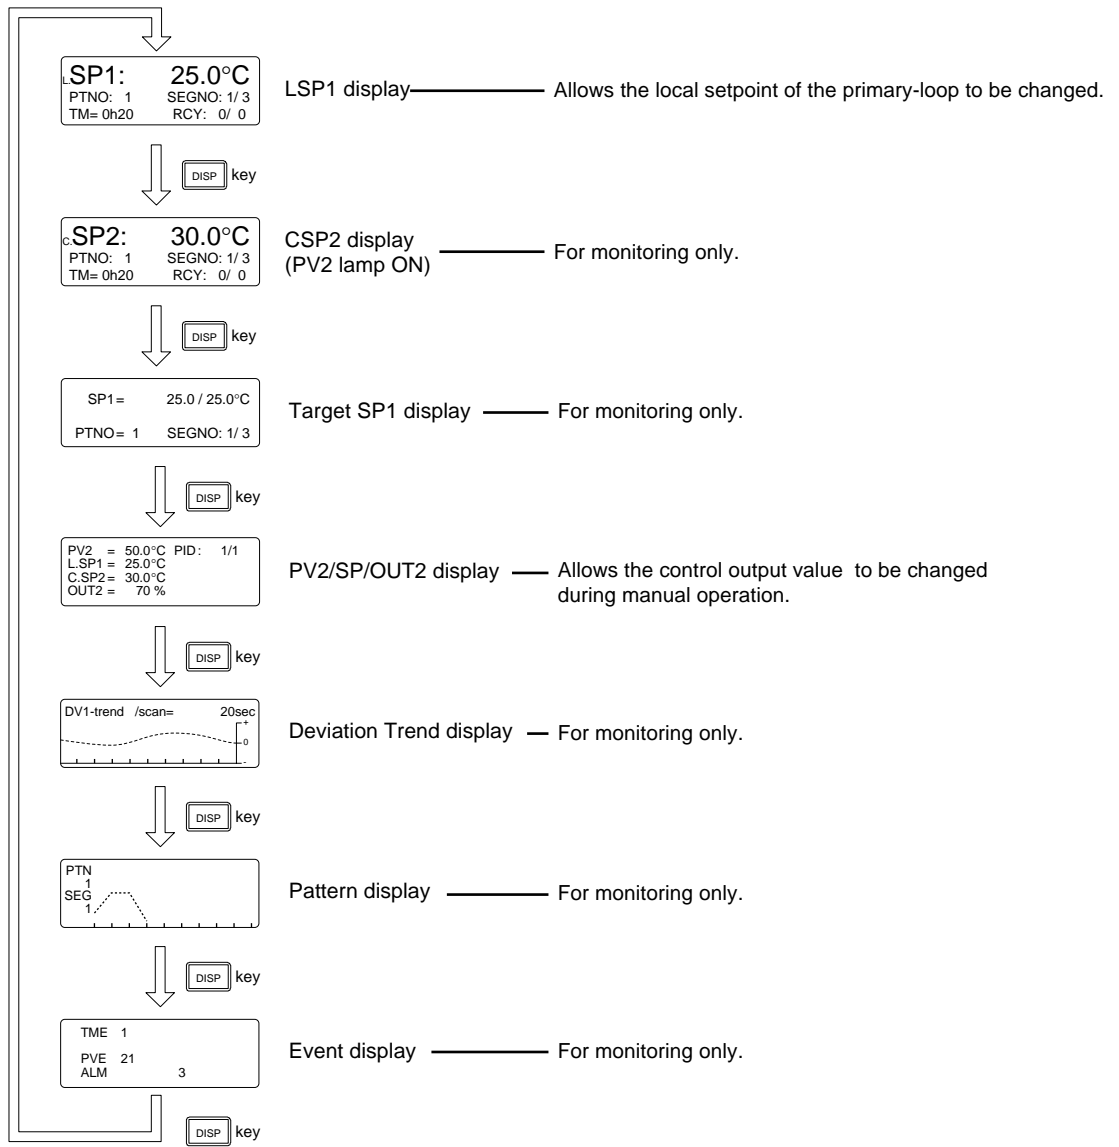 L.SP1: 25.0°C
PTNO: 1 SEGNO: 1/ 3
TM= 0h20 RCY: 0/ 0
LSP1 display Allows the local setpoint of the primary-loop to be changed.
DISP key
C.SP2: 30.0°C
PTNO: 1 SEGNO: 1/ 3
TM= 0h20 RCY: 0/ 0
CSP2 display
(PV2 lamp ON)
For monitoring only.
DISP key
SP1= 25.0 / 25.0°C
PTNO= 1 SEGNO: 1/ 3
Target SP1 display For monitoring only.
DISP key
PV2 = 50.0°C PID: 1/1
L.SP1 = 25.0°C
C.SP2= 30.0°C
OUT2 = 70 %
PV2/SP/OUT2 display Allows the control output value to be changed
during manual operation.
DISP key
DV1-trend /scan= 20sec
+
0
-
Deviation Trend display For monitoring only.
DISP key
PTN
1
SEG
1
Pattern display For monitoring only.
DISP key
TME 1
PVE 21
ALM 3
Event display For monitoring only.
DISP key